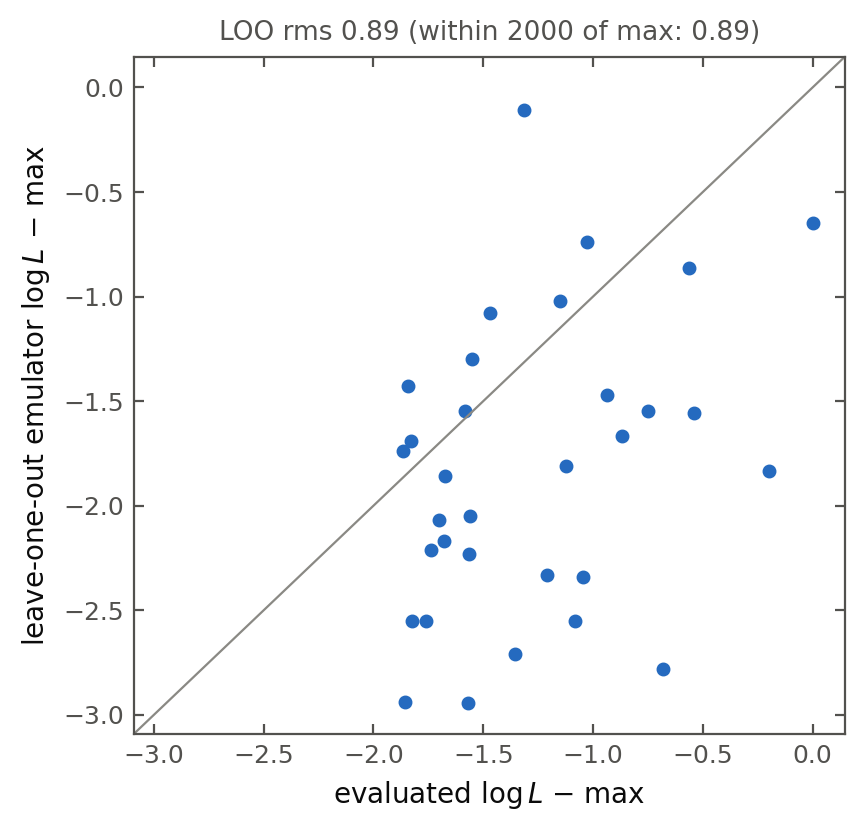 LOO rms 0.89 (within 2000 of max: 0.89)
leave-one-out emulator log L − max
0.0
−0.5
−1.0
−1.5
−2.0
−2.5
−3.0
−3.0 −2.5 −2.0 −1.5 −1.0 −0.5 0.0
evaluated log L − max